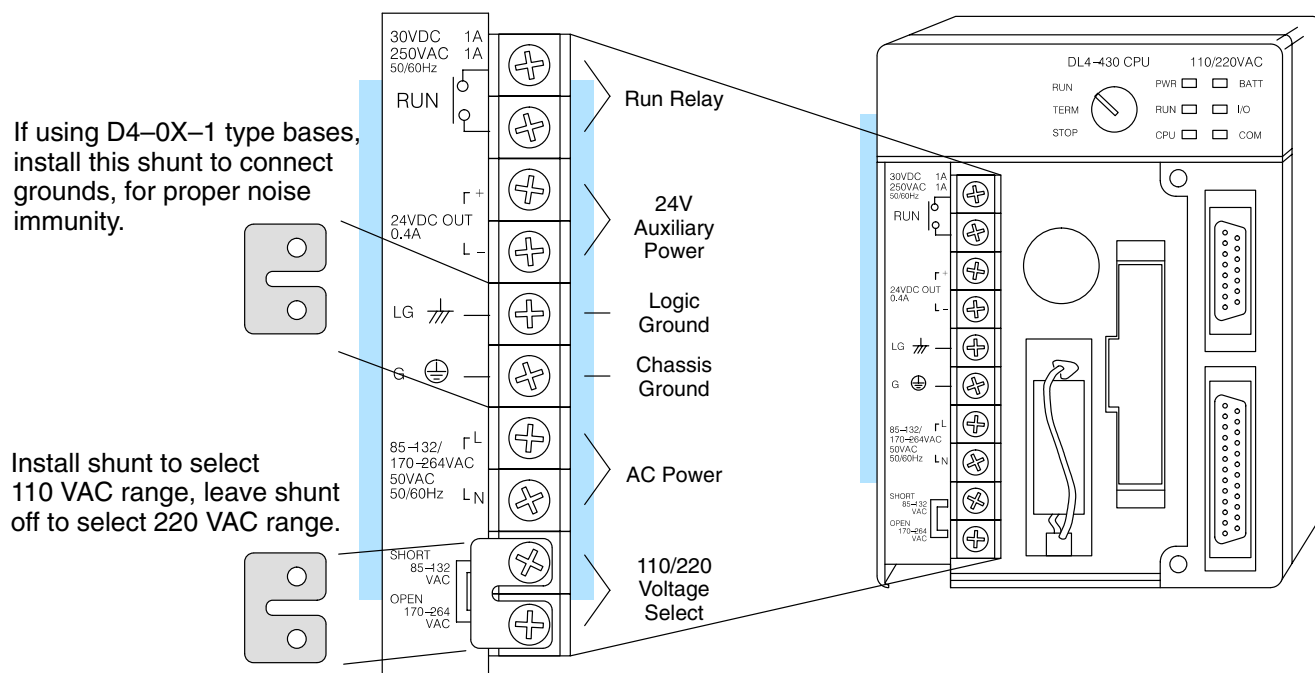 If using D4–0X–1 type bases,
install this shunt to connect
grounds, for proper noise
immunity.
Install shunt to select
110 VAC range, leave shunt
off to select 220 VAC range.
30VDC 1A
250VAC 1A
50/60Hz
RUN
+
24VDC OUT
0.4A
–
LG
G
L
85–132/
170–264VAC
50VAC
50/60Hz
N
SHORT
85–132
VAC
OPEN
170–264
VAC
Run Relay
24V
Auxiliary
Power
Logic
Ground
Chassis
Ground
AC Power
110/220
Voltage
Select
DL4–430 CPU 110/220VAC
RUN
TERM
STOP
PWR BATT
RUN I/O
CPU COM
30VDC 1A
250VAC 1A
50/60Hz
RUN
+
24VDC OUT
0.4A
–
LG
G
L
85–132/
170–264VAC
50VAC
50/60Hz
N
SHORT
85–132
VAC
OPEN
170–264
VAC